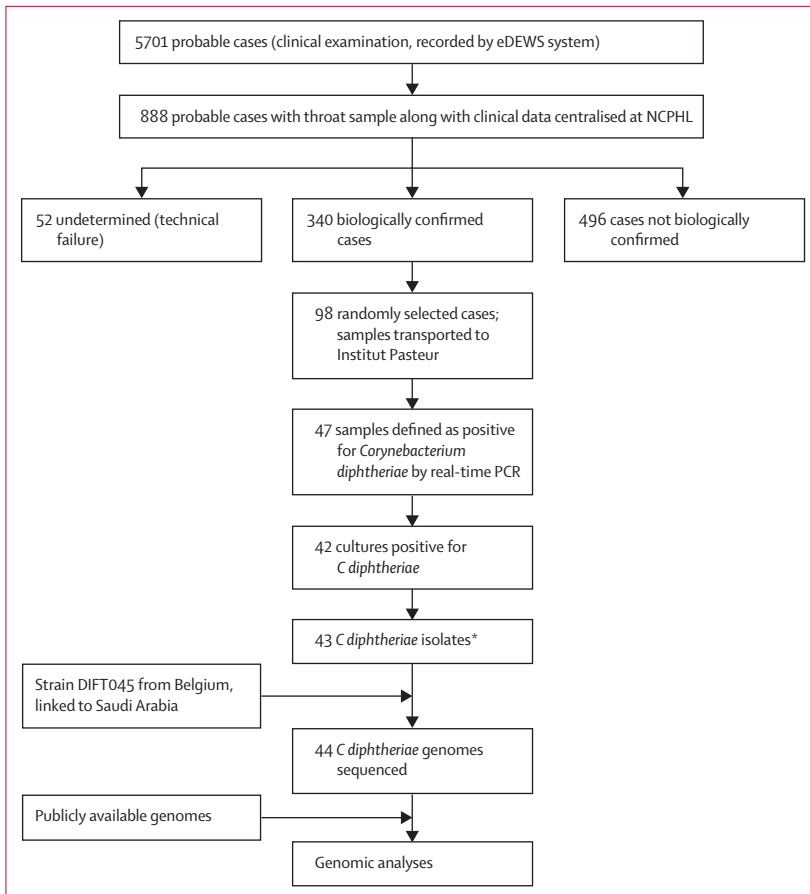 5701 probable cases (clinical examination, recorded by eDEWS system)
888 probable cases with throat sample along with clinical data centralised at NCPHL
52 undetermined (technical
failure)
340 biologically confirmed
cases
496 cases not biologically
confirmed
98 randomly selected cases;
samples transported to
Institut Pasteur
47 samples defined as positive
for Corynebacterium
diphtheriae by real-time PCR
42 cultures positive for
C diphtheriae
43 C diphtheriae isolates*
Strain DIFT045 from Belgium,
linked to Saudi Arabia
44 C diphtheriae genomes
sequenced
Publicly available genomes
Genomic analyses